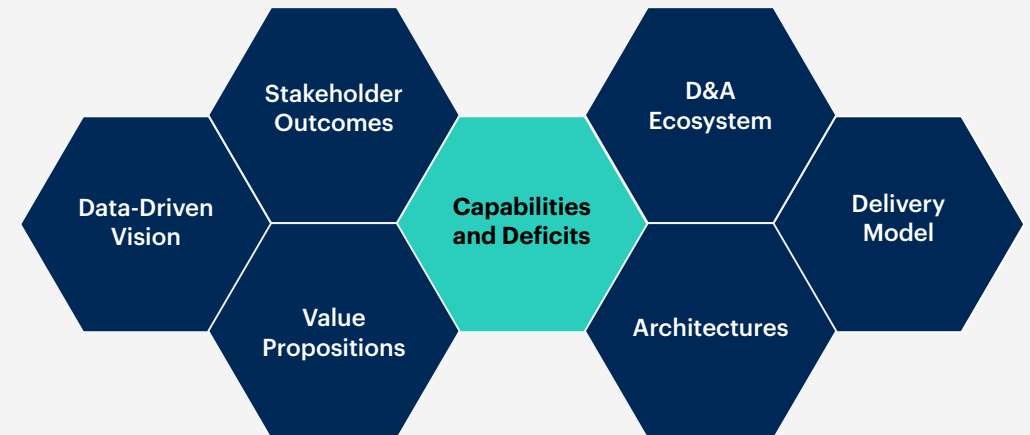 Data-Driven
Vision
Stakeholder
Outcomes
Value
Propositions
Capabilities
and Deficits
D&A
Ecosystem
Architectures
Delivery
Model